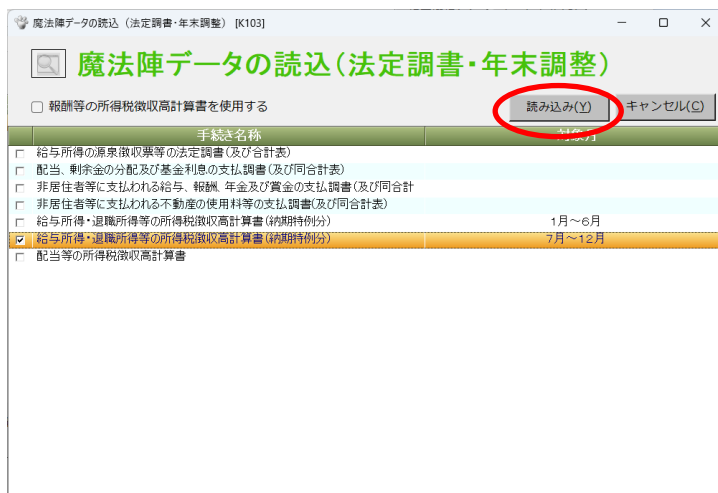 魔法陣データの読込（法定調書・年末調整） [K103]
魔法陣データの読込（法定調書・年末調整）
報酬等の所得税徴収高計算書を使用する
読み込み(Y)
キャンセル(C)
手続き名称 対象月
給与所得の源泉徴収票等の法定調書(及び合計表)
配当、剰余金の分配及び基金利息の支払調書(及び同合計表)
非居住者等に支払われる給与、報酬、年金及び賞金の支払調書(及び同合計
非居住者等に支払われる不動産の使用料等の支払調書(及び同合計表)
給与所得・退職所得等の所得税徴収高計算書(納期特例分) 1月～6月
給与所得・退職所得等の所得税徴収高計算書(納期特例分) 7月～12月
配当等の所得税徴収高計算書